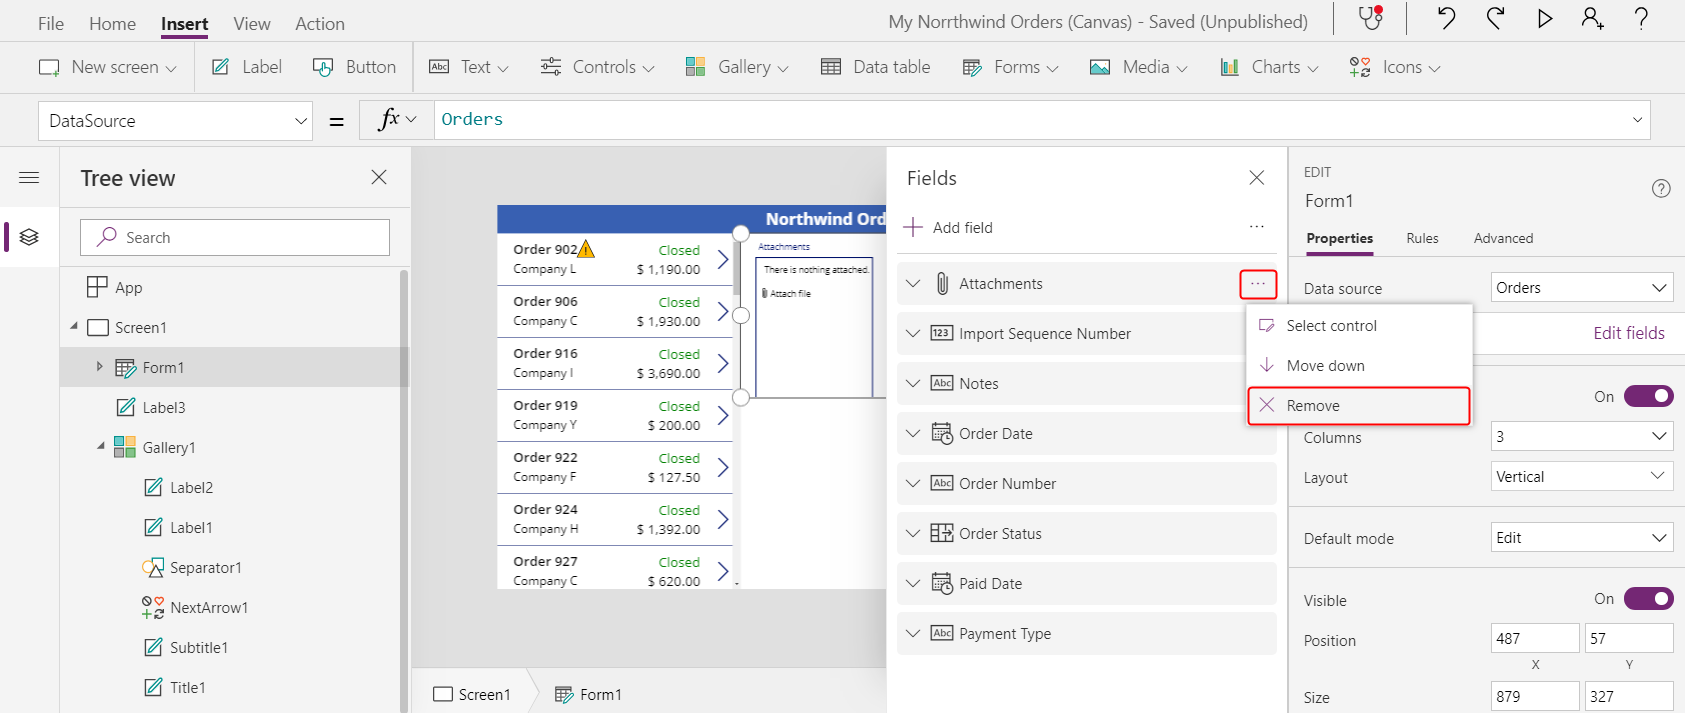 File Home Insert View Action
My Norrthwind Orders (Canvas) - Saved (Unpublished)
New screen Label Button Text Controls Gallery Data table Forms Media Charts Icons
DataSource = fx Orders
Tree view
Search
App
Screen1
Form1
Label3
Gallery1
Label2
Label1
Separator1
NextArrow1
Subtitle1
Title1
Northwind Ord
Order 902 Closed
Company L $ 1,190.00
Order 906 Closed
Company C $ 1,930.00
Order 916 Closed
Company I $ 3,690.00
Order 919 Closed
Company Y $ 200.00
Order 922 Closed
Company F $ 127.50
Order 924 Closed
Company H $ 1,392.00
Order 927 Closed
Company C $ 620.00
Attachments
There is nothing attached.
Attach file
Screen1 Form1
Fields
Add field ...
Attachments ...
123 Import Sequence Number
Abc Notes
Order Date
Abc Order Number
Order Status
Paid Date
Abc Payment Type
Select control
Move down
Remove
EDIT
Form1
Properties Rules Advanced
Data source Orders
Edit fields
On
Columns 3
Layout Vertical
Default mode Edit
Visible On
Position 487 57
X Y
Size 879 327